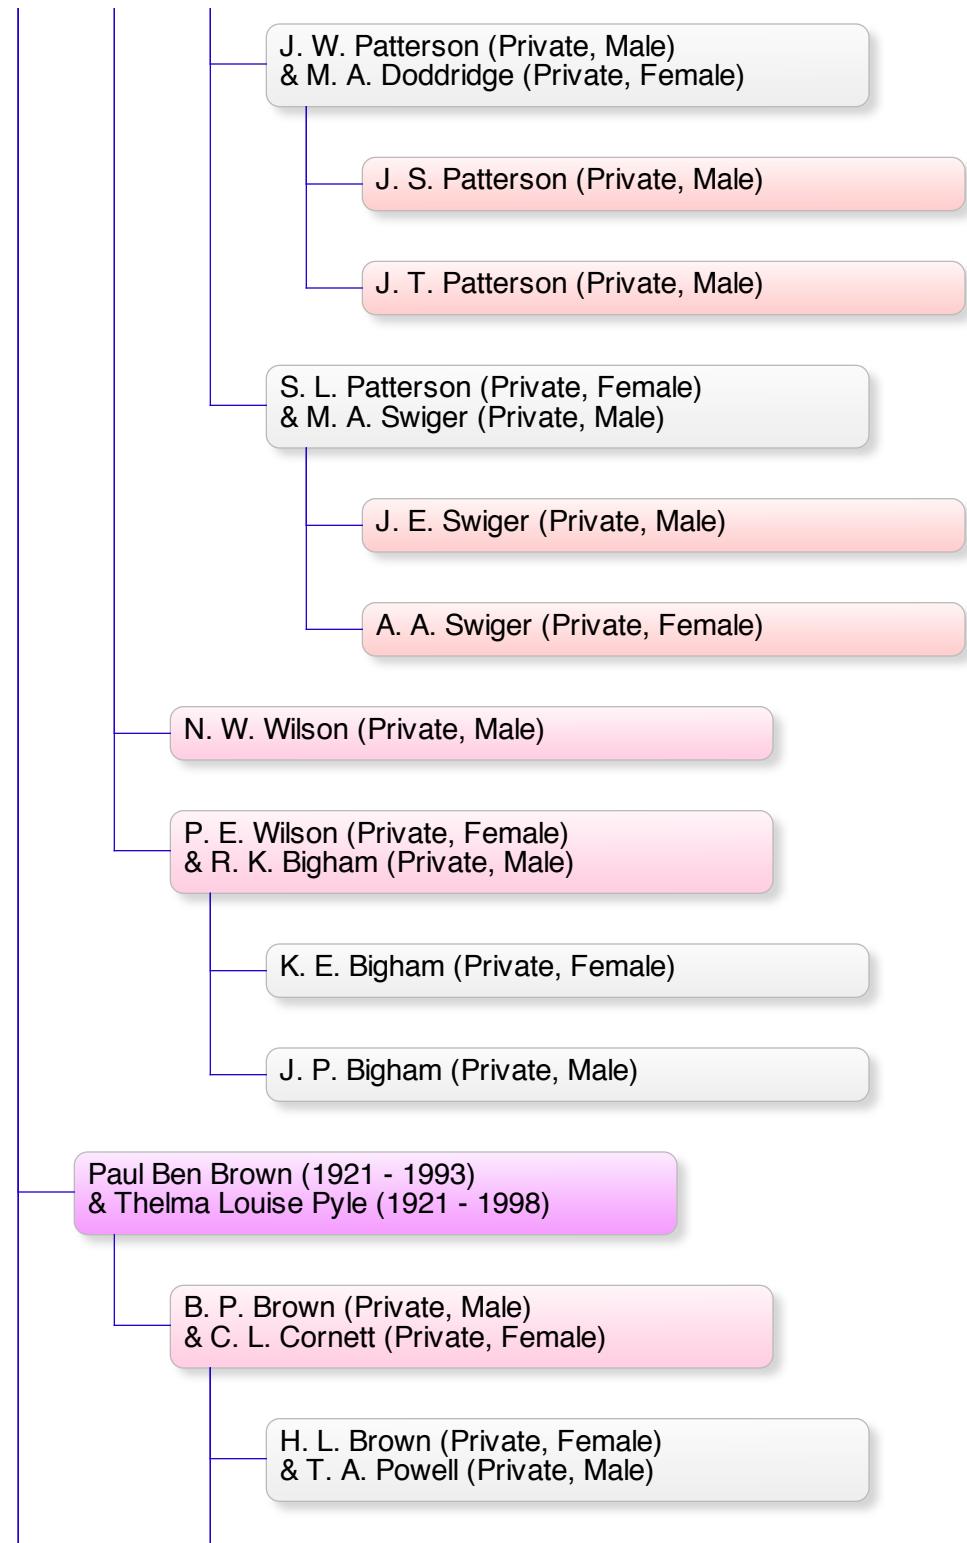 J. W. Patterson (Private, Male)
& M. A. Doddridge (Private, Female)
J. S. Patterson (Private, Male)
J. T. Patterson (Private, Male)
S. L. Patterson (Private, Female)
& M. A. Swiger (Private, Male)
J. E. Swiger (Private, Male)
A. A. Swiger (Private, Female)
N. W. Wilson (Private, Male)
P. E. Wilson (Private, Female)
& R. K. Bigham (Private, Male)
K. E. Bigham (Private, Female)
J. P. Bigham (Private, Male)
Paul Ben Brown (1921 - 1993)
& Thelma Louise Pyle (1921 - 1998)
B. P. Brown (Private, Male)
& C. L. Cornett (Private, Female)
H. L. Brown (Private, Female)
& T. A. Powell (Private, Male)